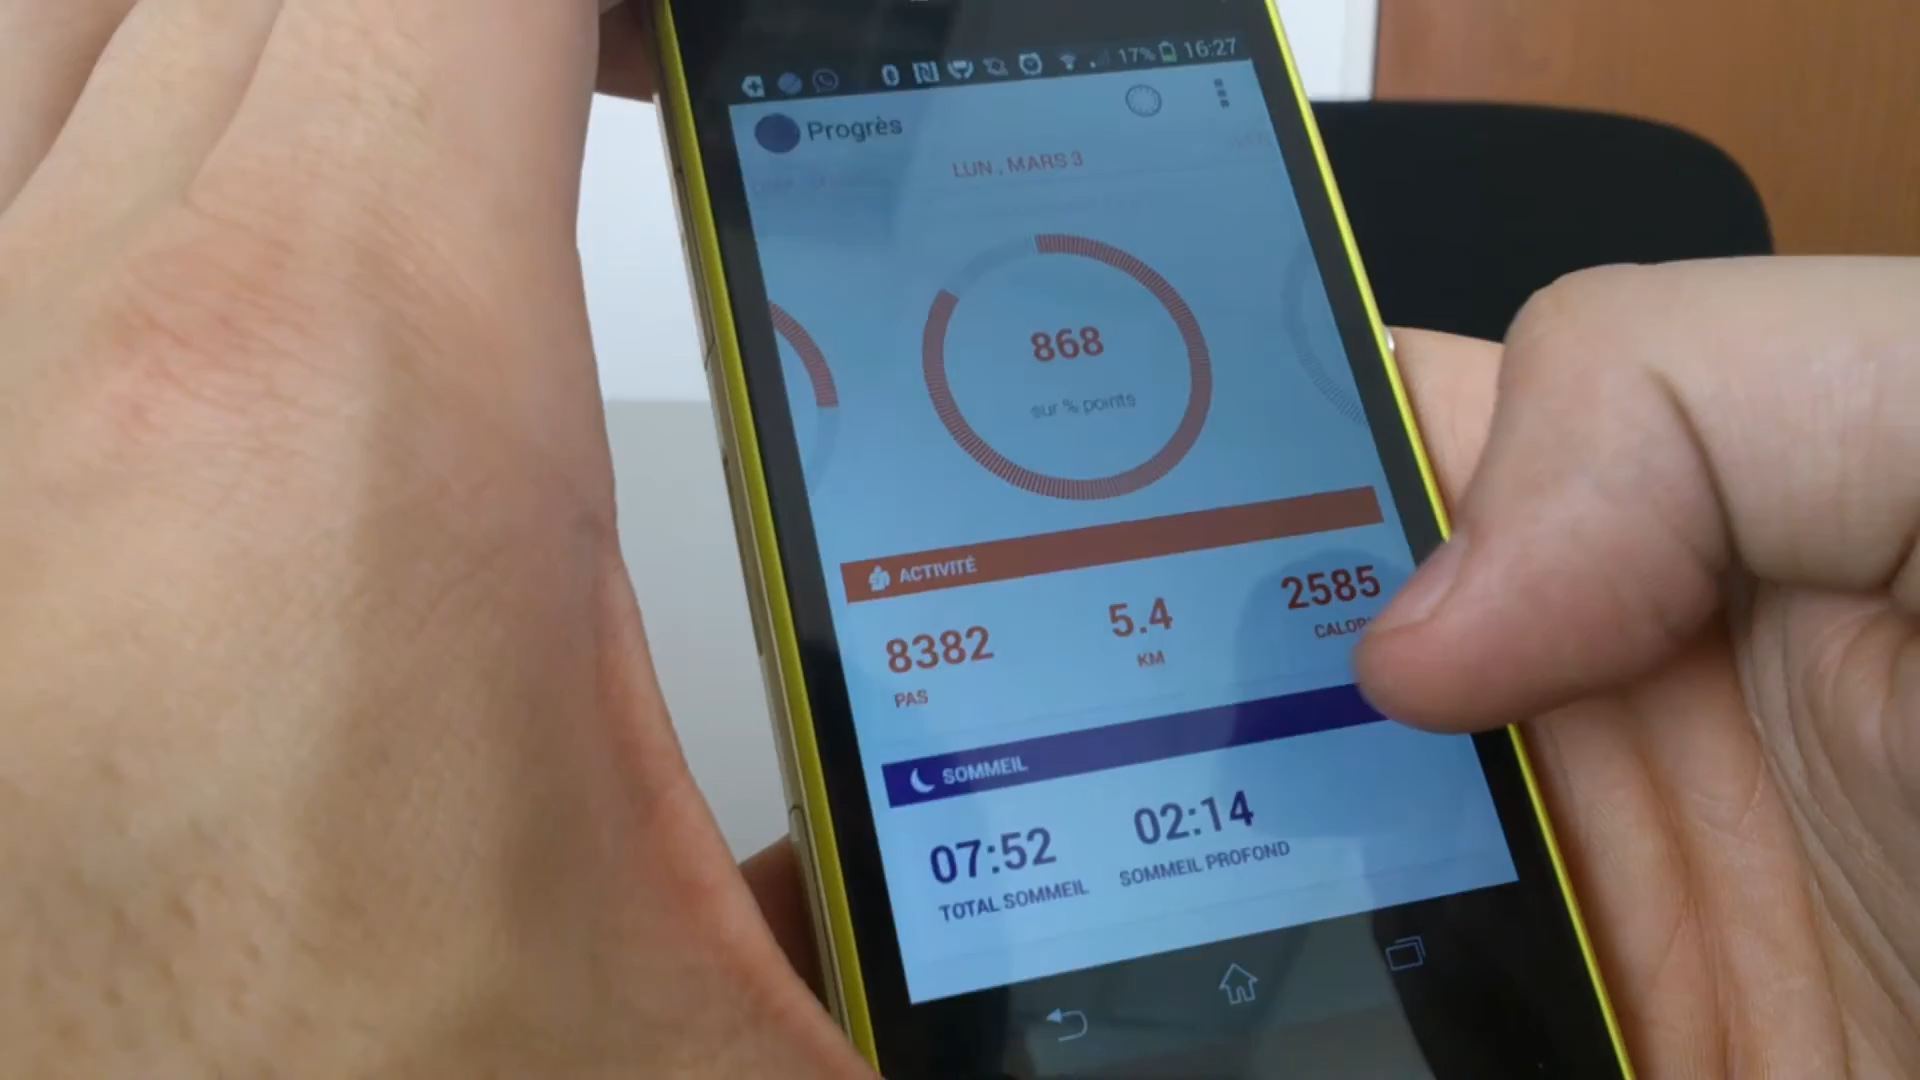 17% 16:27
Progrès
LUN., MARS 3
868
sur % points
ACTIVITÉ
8382 5.4 2585
PAS KM
SOMMEIL
07:52 02:14
TOTAL SOMMEIL SOMMEIL PROFOND